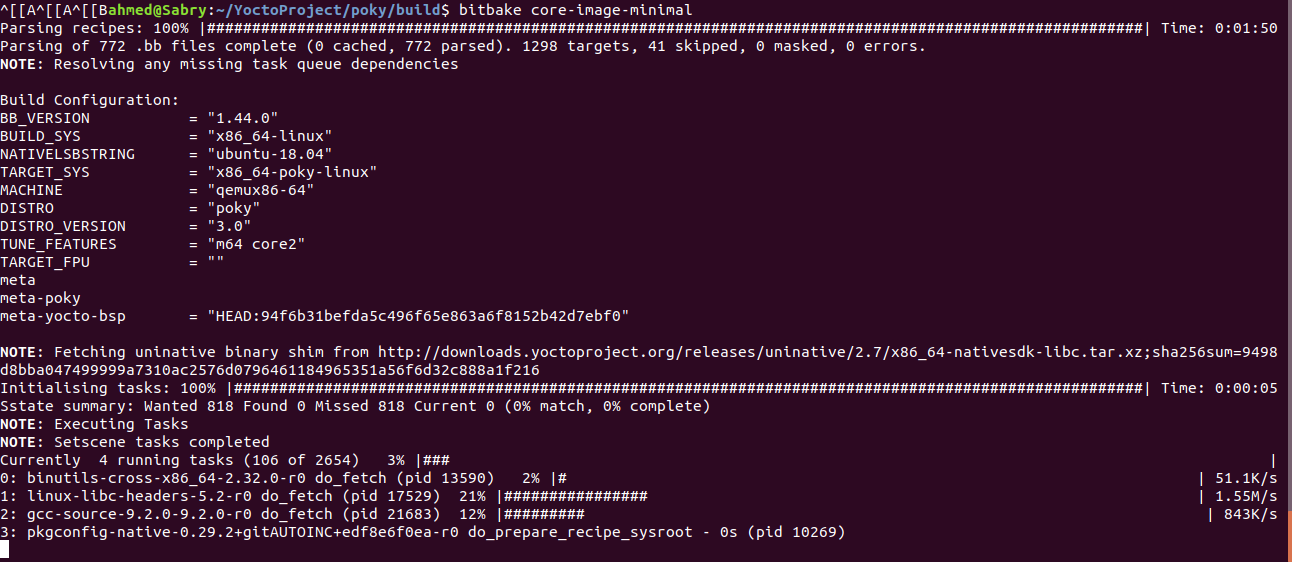 ^[[A^[[A^[[Bahmed@Sabry:~/YoctoProject/poky/build$ bitbake core-image-minimal
Parsing recipes: 100% |########################################################################################################| Time: 0:01:50
Parsing of 772 .bb files complete (0 cached, 772 parsed). 1298 targets, 41 skipped, 0 masked, 0 errors.
NOTE: Resolving any missing task queue dependencies

Build Configuration:
BB_VERSION           = "1.44.0"
BUILD_SYS            = "x86_64-linux"
NATIVELSBSTRING      = "ubuntu-18.04"
TARGET_SYS           = "x86_64-poky-linux"
MACHINE              = "qemux86-64"
DISTRO               = "poky"
DISTRO_VERSION       = "3.0"
TUNE_FEATURES        = "m64 core2"
TARGET_FPU           = ""
meta
meta-poky
meta-yocto-bsp       = "HEAD:94f6b31befda5c496f65e863a6f8152b42d7ebf0"

NOTE: Fetching uninative binary shim from http://downloads.yoctoproject.org/releases/uninative/2.7/x86_64-nativesdk-libc.tar.xz;sha256sum=9498
d8bba047499999a7310ac2576d0796461184965351a56f6d32c888a1f216
Initialising tasks: 100% |#####################################################################################################| Time: 0:00:05
Sstate summary: Wanted 818 Found 0 Missed 818 Current 0 (0% match, 0% complete)
NOTE: Executing Tasks
NOTE: Setscene tasks completed
Currently  4 running tasks (106 of 2654)   3% |###                                                                                           |
0: binutils-cross-x86_64-2.32.0-r0 do_fetch (pid 13590)   2% |#                                                                      | 51.1K/s
1: linux-libc-headers-5.2-r0 do_fetch (pid 17529)  21% |################                                                             | 1.55M/s
2: gcc-source-9.2.0-9.2.0-r0 do_fetch (pid 21683)  12% |#########                                                                     | 843K/s
3: pkgconfig-native-0.29.2+gitAUTOINC+edf8e6f0ea-r0 do_prepare_recipe_sysroot - 0s (pid 10269)